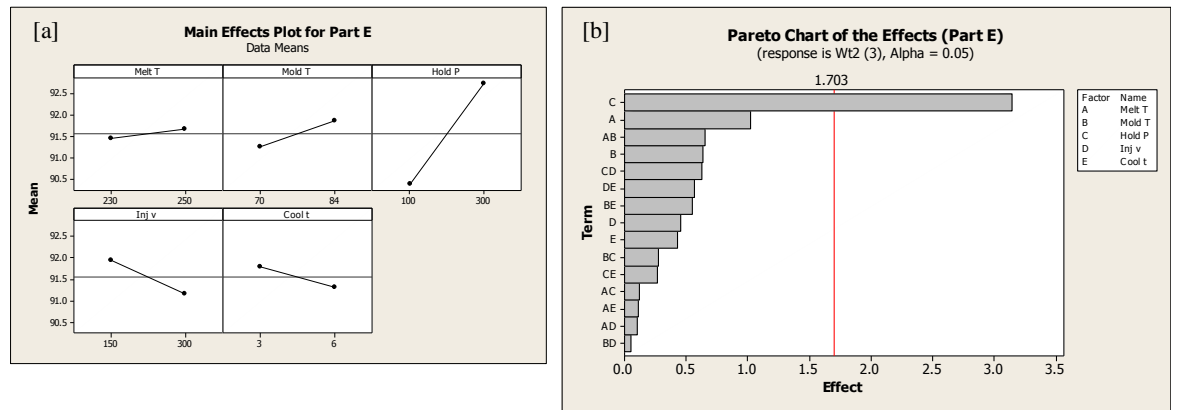 [a]
Main Effects Plot for Part E
Data Means
Melt T Mold T Hold P
92.5
92.0
91.5
91.0
90.5
230 250 70 84 100 300
Inj v Cool t
92.5
92.0
91.5
91.0
90.5
150 300 3 6
Mean
[b]
Pareto Chart of the Effects (Part E)
(response is Wt2 (3), Alpha = 0.05)
1.703
C
A
AB
B
CD
DE
BE
D
E
BC
CE
AC
AE
AD
BD
Term
0.0 0.5 1.0 1.5 2.0 2.5 3.0 3.5
Effect
Factor Name
A Melt T
B Mold T
C Hold P
D Inj v
E Cool t